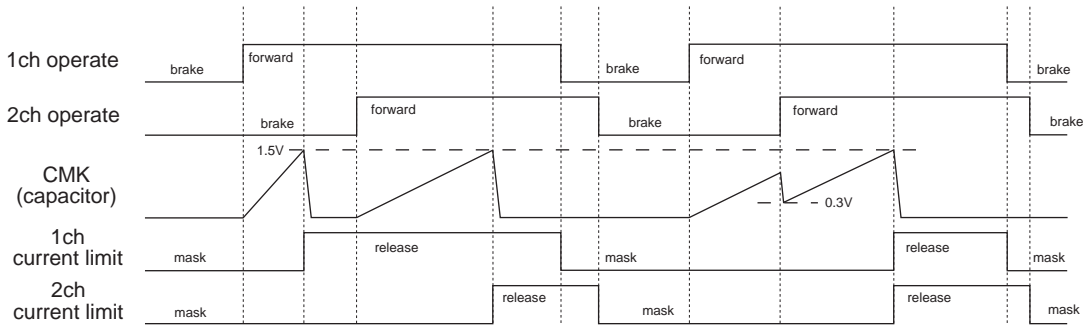 1ch operate
brake
forward
brake
forward
brake
2ch operate
brake
forward
brake
forward
brake
CMK
(capacitor)
1.5V
0.3V
1ch
current limit
mask
release
mask
release
mask
2ch
current limit
mask
release
mask
release
mask